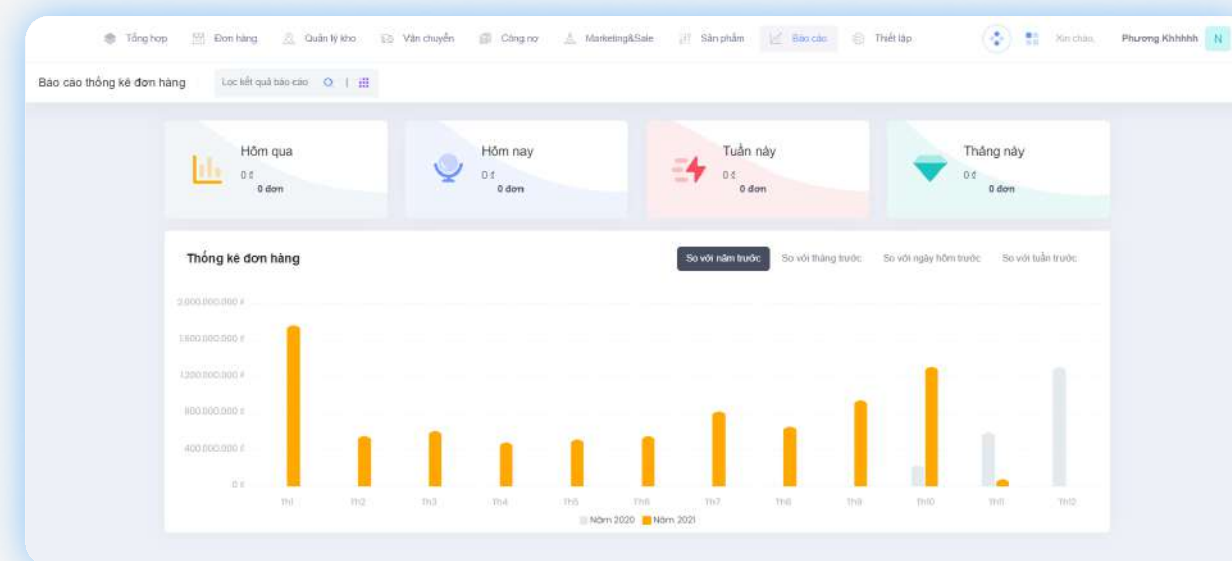 Tổng hợp Đơn hàng Quản lý kho Vận chuyển Công nợ Marketing&Sale Sản phẩm Báo cáo Thiết lập Xin chào, Phương Khhhhh N
Báo cáo thống kê đơn hàng Lọc kết quả báo cáo |
Hôm qua
0 đ
0 đơn
Hôm nay
0 đ
0 đơn
Tuần này
0 đ
0 đơn
Tháng này
0 đ
0 đơn
Thống kê đơn hàng So với năm trước So với tháng trước So với ngày hôm trước So với tuần trước
2.000.000.000 đ
1.600.000.000 đ
1.200.000.000 đ
800.000.000 đ
400.000.000 đ
0 đ
Th1 Th2 Th3 Th4 Th5 Th6 Th7 Th8 Th9 Th10 Th11 Th12
Năm 2020 Năm 2021